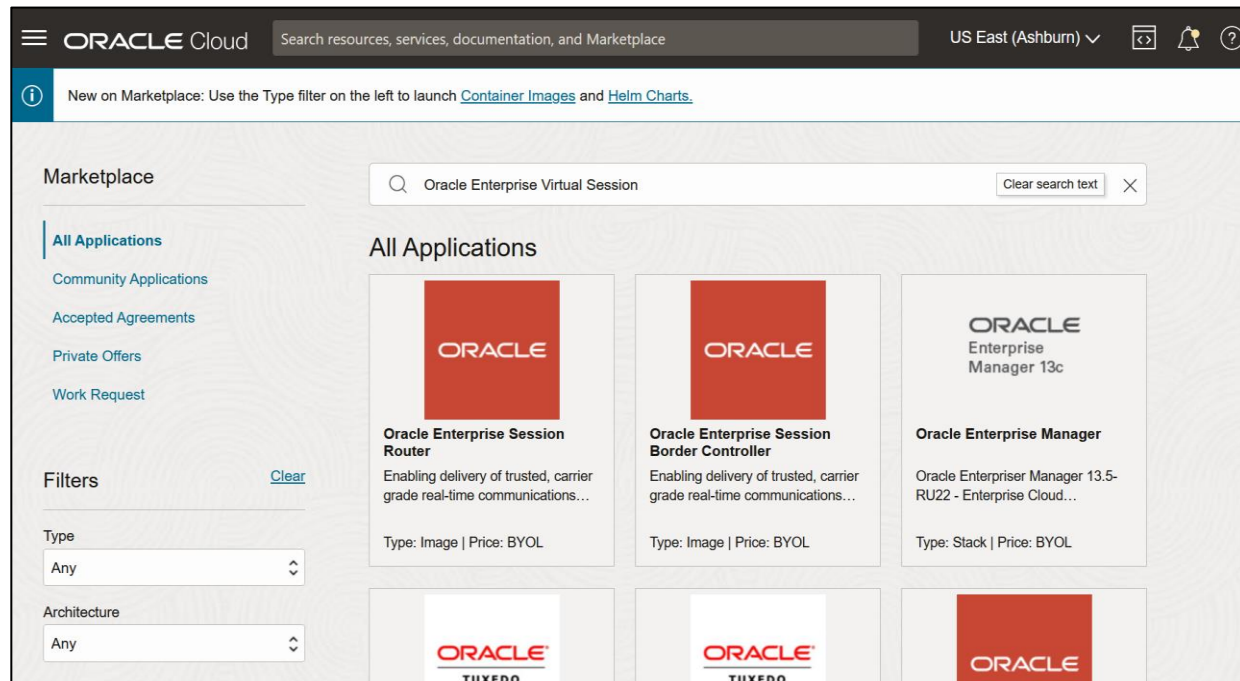 ORACLE Cloud
Search resources, services, documentation, and Marketplace
US East (Ashburn)
New on Marketplace: Use the Type filter on the left to launch Container Images and Helm Charts.
Marketplace
All Applications
Community Applications
Accepted Agreements
Private Offers
Work Request
Filters
Clear
Type
Any
Architecture
Any
Oracle Enterprise Virtual Session
Clear search text
All Applications
ORACLE
Oracle Enterprise Session
Router
Enabling delivery of trusted, carrier
grade real-time communications...
Type: Image | Price: BYOL
ORACLE
Oracle Enterprise Session
Border Controller
Enabling delivery of trusted, carrier
grade real-time communications...
Type: Image | Price: BYOL
ORACLE
Enterprise
Manager 13c
Oracle Enterprise Manager
Oracle Enterpriser Manager 13.5-
RU22 - Enterprise Cloud...
Type: Stack | Price: BYOL
ORACLE
TUXEDO
ORACLE
TUXEDO
ORACLE